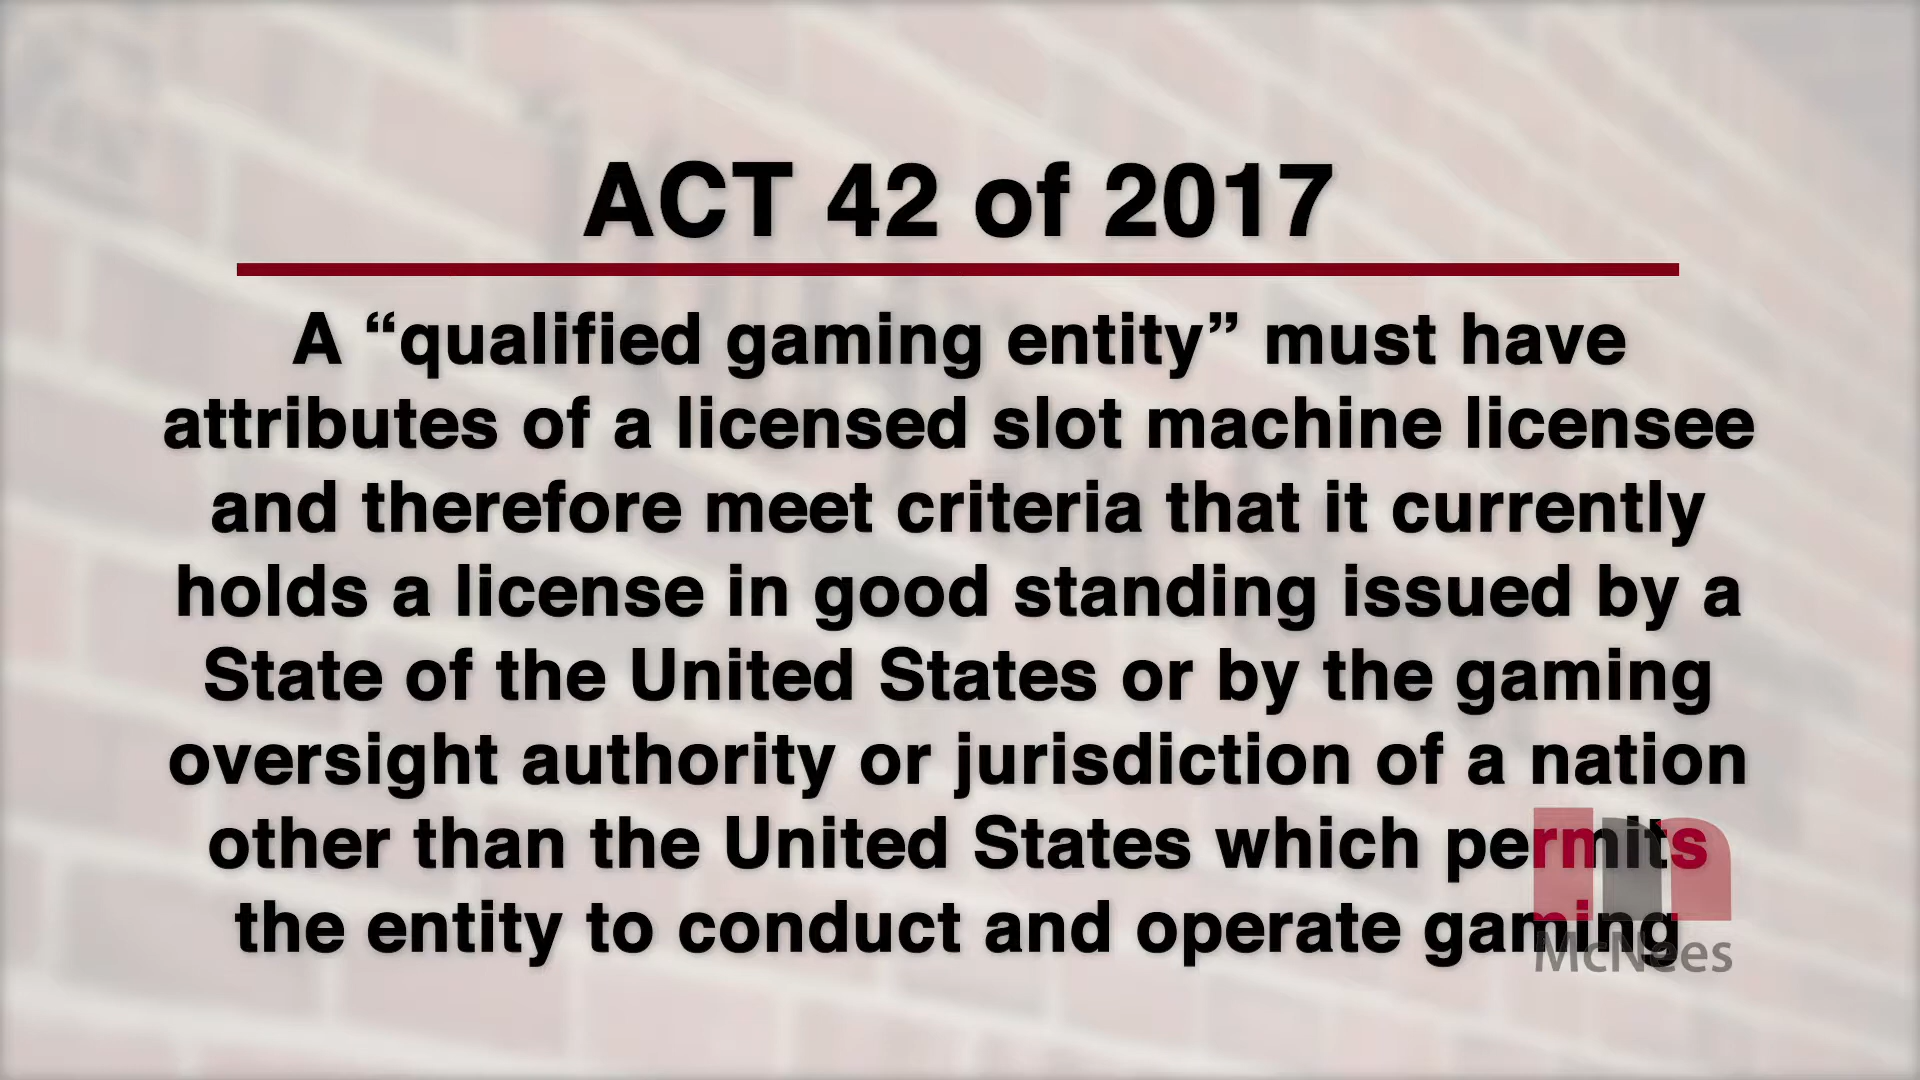 ACT 42 of 2017
A “qualified gaming entity” must have
attributes of a licensed slot machine licensee
and therefore meet criteria that it currently
holds a license in good standing issued by a
State of the United States or by the gaming
oversight authority or jurisdiction of a nation
other than the United States which permits
the entity to conduct and operate gaming
McNees